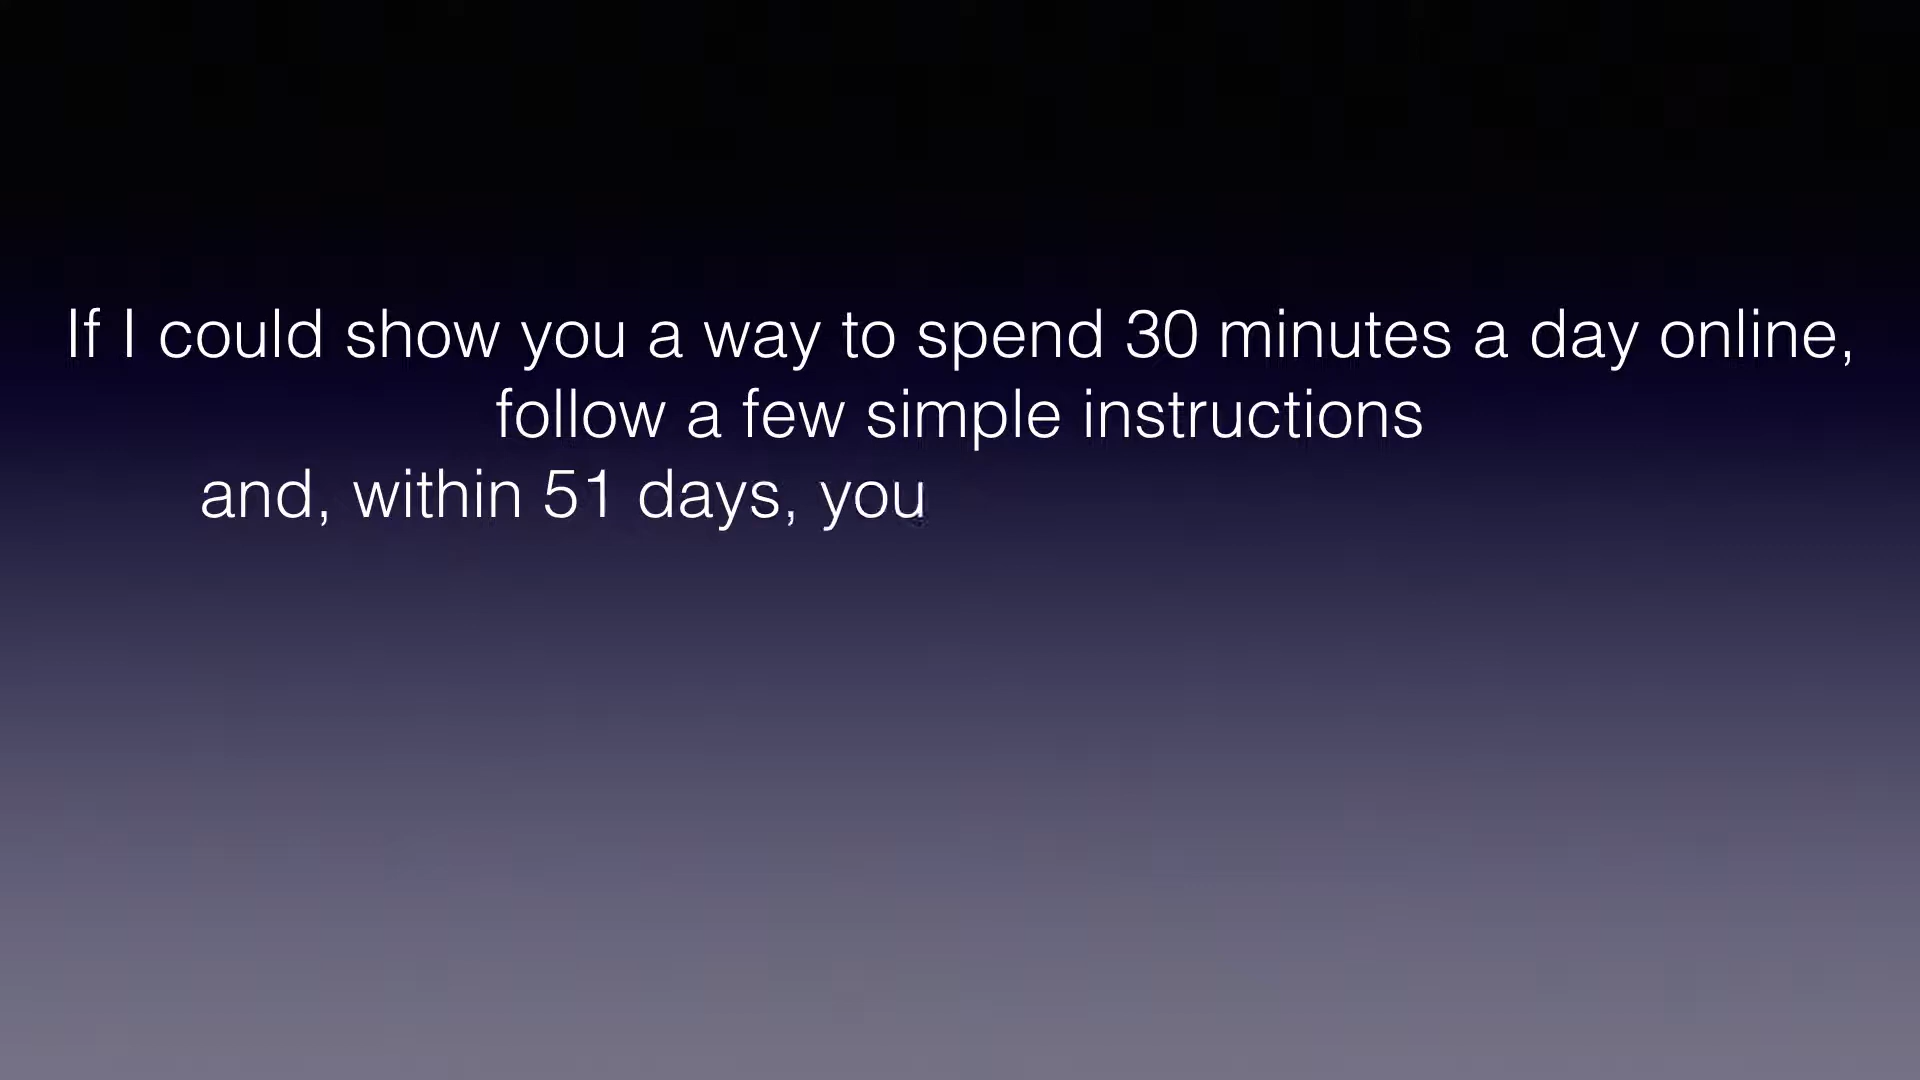 If I could show you a way to spend 30 minutes a day online,
follow a few simple instructions
and, within 51 days, you